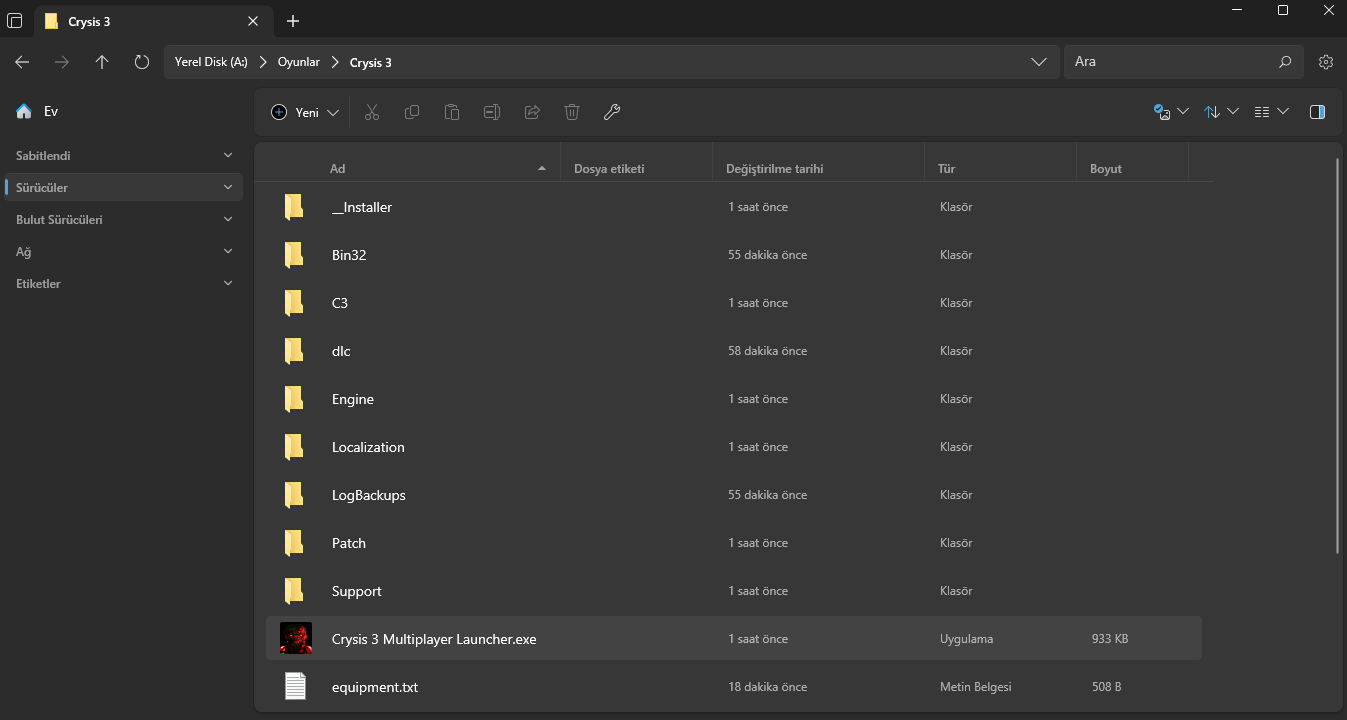 Crysis 3
Yerel Disk (A:) Oyunlar Crysis 3
Ara
Ev
Sabitlendi
Sürücüler
Bulut Sürücüleri
Ağ
Etiketler
Yeni
Ad Dosya etiketi Değiştirilme tarihi Tür Boyut
__Installer 1 saat önce Klasör
Bin32 55 dakika önce Klasör
C3 1 saat önce Klasör
dlc 58 dakika önce Klasör
Engine 1 saat önce Klasör
Localization 1 saat önce Klasör
LogBackups 55 dakika önce Klasör
Patch 1 saat önce Klasör
Support 1 saat önce Klasör
Crysis 3 Multiplayer Launcher.exe 1 saat önce Uygulama 933 KB
equipment.txt 18 dakika önce Metin Belgesi 508 B